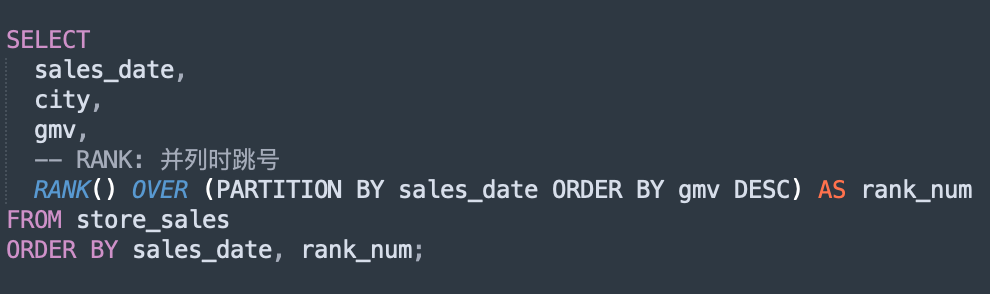 SELECT
  sales_date,
  city,
  gmv,
  -- RANK: 并列时跳号
  RANK() OVER (PARTITION BY sales_date ORDER BY gmv DESC) AS rank_num
FROM store_sales
ORDER BY sales_date, rank_num;